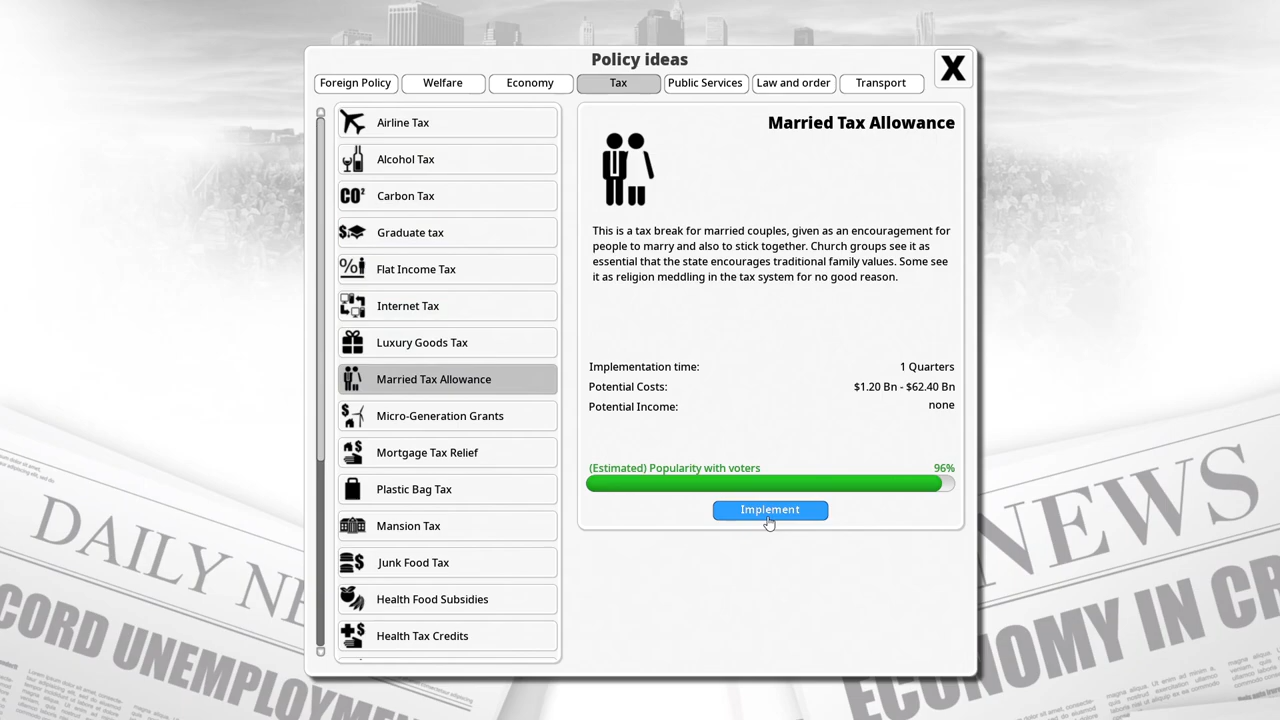 Policy ideas
X
Foreign Policy
Welfare
Economy
Tax
Public Services
Law and order
Transport
Airline Tax
Alcohol Tax
CO² Carbon Tax
$ Graduate tax
% Flat Income Tax
Internet Tax
Luxury Goods Tax
Married Tax Allowance
$ Micro-Generation Grants
$ Mortgage Tax Relief
Plastic Bag Tax
Mansion Tax
$ Junk Food Tax
Health Food Subsidies
$ Health Tax Credits
Married Tax Allowance
This is a tax break for married couples, given as an encouragement for
people to marry and also to stick together. Church groups see it as
essential that the state encourages traditional family values. Some see
it as religion meddling in the tax system for no good reason.
Implementation time: 1 Quarters
Potential Costs: $1.20 Bn - $62.40 Bn
Potential Income: none
(Estimated) Popularity with voters 96%
Implement
DAILY NE
CORD UNEMPLOYM
NEWS
ECONOMY IN CR